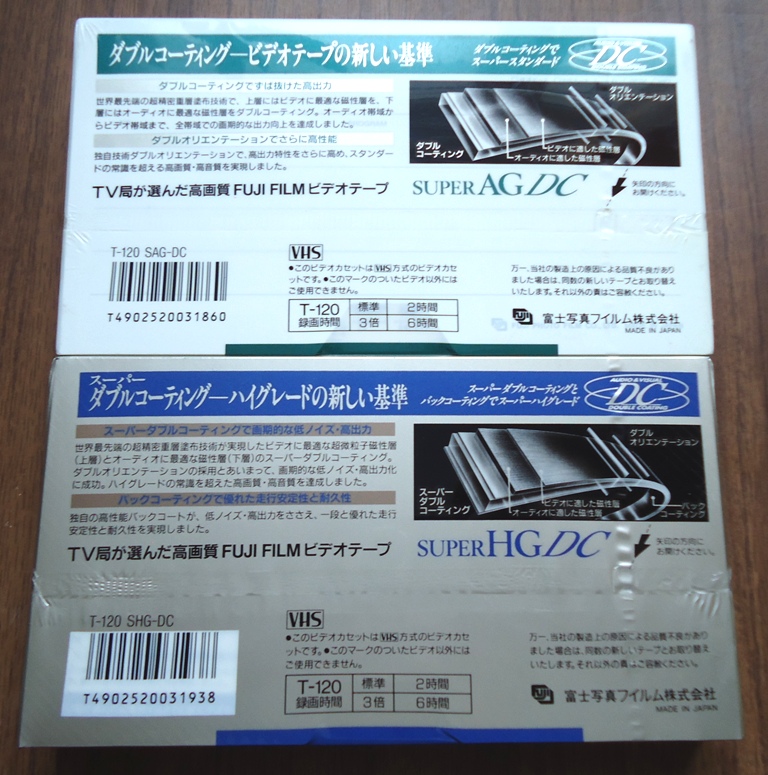 ダブルコーティング―ビデオテープの新しい基準
ダブルコーティングで
スーパースタンダード
AUDIO & VISUAL
DC
DOUBLE COATING
ダブルコーティングでずば抜けた高出力
世界最先端の超精密重層塗布技術で、上層にはビデオに最適な磁性層を、下
層にはオーディオに最適な磁性層をダブルコーティング。オーディオ帯域か
らビデオ帯域まで、全帯域での画期的な出力向上を達成しました。
ダブルオリエンテーションでさらに高性能
独自技術ダブルオリエンテーションで、高出力特性をさらに高め、スタンダー
ドの常識を超える高画質・高音質を実現しました。
TV局が選んだ高画質FUJI FILMビデオテープ
ダブル
オリエンテーション
ダブル
コーティング
ビデオに適した磁性層
オーディオに適した磁性層
SUPER AG DC
矢印の方向に
お開けください。
T-120 SAG-DC
T4902520031860
VHS
●このビデオカセットはVHS方式のビデオカセ
ットです。●このマークのついたビデオ以外には
ご使用できません。
T-120 標準 2時間
録画時間 3倍 6時間
万一、当社の製造上の原因による品質不良があり
ました場合は、同数の新しいテープとお取り替え
いたします。それ以外の責はご容赦ください。
FUJI 富士写真フイルム株式会社
MADE IN JAPAN
スーパー
ダブルコーティング―ハイグレードの新しい基準
スーパーダブルコーティングと
バックコーティングでスーパーハイグレード
AUDIO & VISUAL
DC
DOUBLE COATING
スーパーダブルコーティングで画期的な低ノイズ・高出力
世界最先端の超精密重層塗布技術が実現したビデオに最適な超微粒子磁性層
(上層)とオーディオに最適な磁性層(下層)のスーパーダブルコーティング。
ダブルオリエンテーションの採用とあいまって、画期的な低ノイズ・高出力化
に成功。ハイグレードの常識を超えた高画質・高音質を達成しました。
バックコーティングで優れた走行安定性と耐久性
独自の高性能バックコートが、低ノイズ・高出力をささえ、一段と優れた走行
安定性と耐久性を実現しました。
TV局が選んだ高画質FUJI FILMビデオテープ
ダブル
オリエンテーション
スーパー
ダブル
コーティング
ビデオに適した磁性層
オーディオに適した磁性層
バック
コーティング
SUPER HG DC
矢印の方向に
お開けください。
T-120 SHG-DC
T4902520031938
VHS
●このビデオカセットはVHS方式のビデオカセ
ットです。●このマークのついたビデオ以外には
ご使用できません。
T-120 標準 2時間
録画時間 3倍 6時間
万一、当社の製造上の原因による品質不良があり
ました場合は、同数の新しいテープとお取り替え
いたします。それ以外の責はご容赦ください。
FUJI 富士写真フイルム株式会社
MADE IN JAPAN